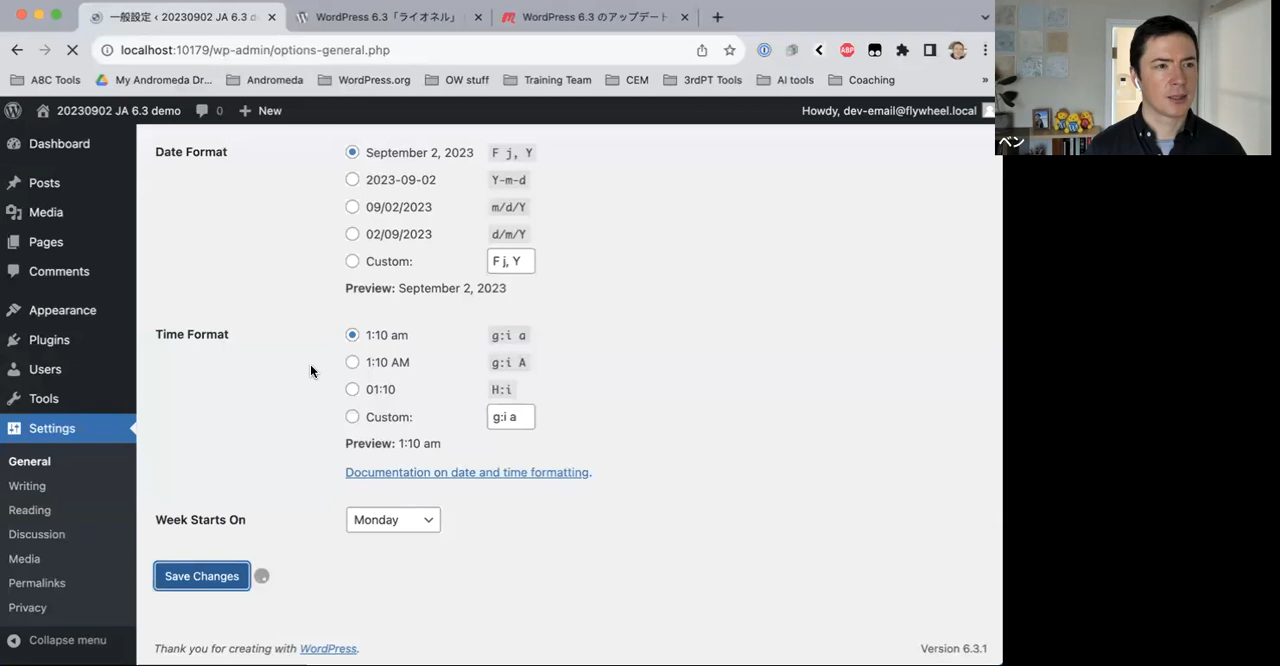 一般設定 < 20230902 JA 6.3 d
WordPress 6.3「ライオネル」
WordPress 6.3 のアップデート
localhost:10179/wp-admin/options-general.php
A8C Tools
My Andromeda Dr...
Andromeda
WordPress.org
OW stuff
Training Team
CEM
3rdPT Tools
AI tools
Coaching
»
20230902 JA 6.3 demo
0
New
Howdy, dev-email@flywheel.local
ベン
Dashboard
Posts
Media
Pages
Comments
Appearance
Plugins
Users
Tools
Settings
General
Writing
Reading
Discussion
Media
Permalinks
Privacy
Collapse menu
Date Format
September 2, 2023 F j, Y
2023-09-02 Y-m-d
09/02/2023 m/d/Y
02/09/2023 d/m/Y
Custom: F j, Y
Preview: September 2, 2023
Time Format
1:10 am g:i a
1:10 AM g:i A
01:10 H:i
Custom: g:i a
Preview: 1:10 am
Documentation on date and time formatting.
Week Starts On
Monday
Save Changes
Thank you for creating with WordPress.
Version 6.3.1